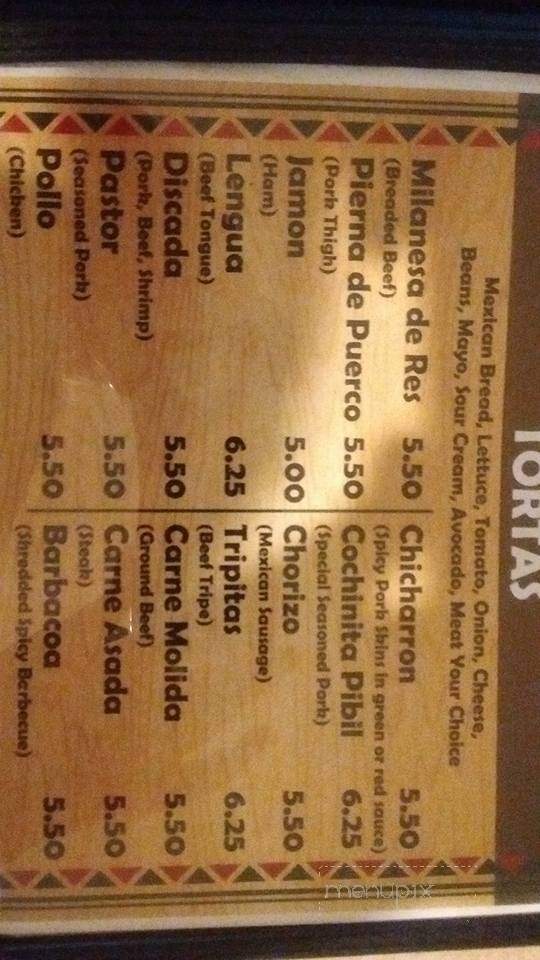 TORTAS
Mexican Bread, Lettuce, Tomato, Onion, Cheese,
Beans, Mayo, Sour Cream, Avocado, Meat Your Choice
Milanesa de Res 5.50
(Breaded Beef)
Pierna de Puerco 5.50
(Pork Thigh)
Jamon 5.00
(Ham)
Lengua 6.25
(Beef Tongue)
Discada 5.50
(Pork, Beef, Shrimp)
Pastor 5.50
(Seasoned Pork)
Pollo 5.50
(Chicken)
Chicharron 5.50
(Spicy Pork Skins in green or red sauce)
Cochinita Pibil 6.25
(Special Seasoned Pork)
Chorizo 5.50
(Mexican Sausage)
Tripitas 6.25
(Beef Tripe)
Carne Molida 5.50
(Ground Beef)
Carne Asada 5.50
(Steak)
Barbacoa 5.50
(Shredded Spicy Barbecue)
menupix